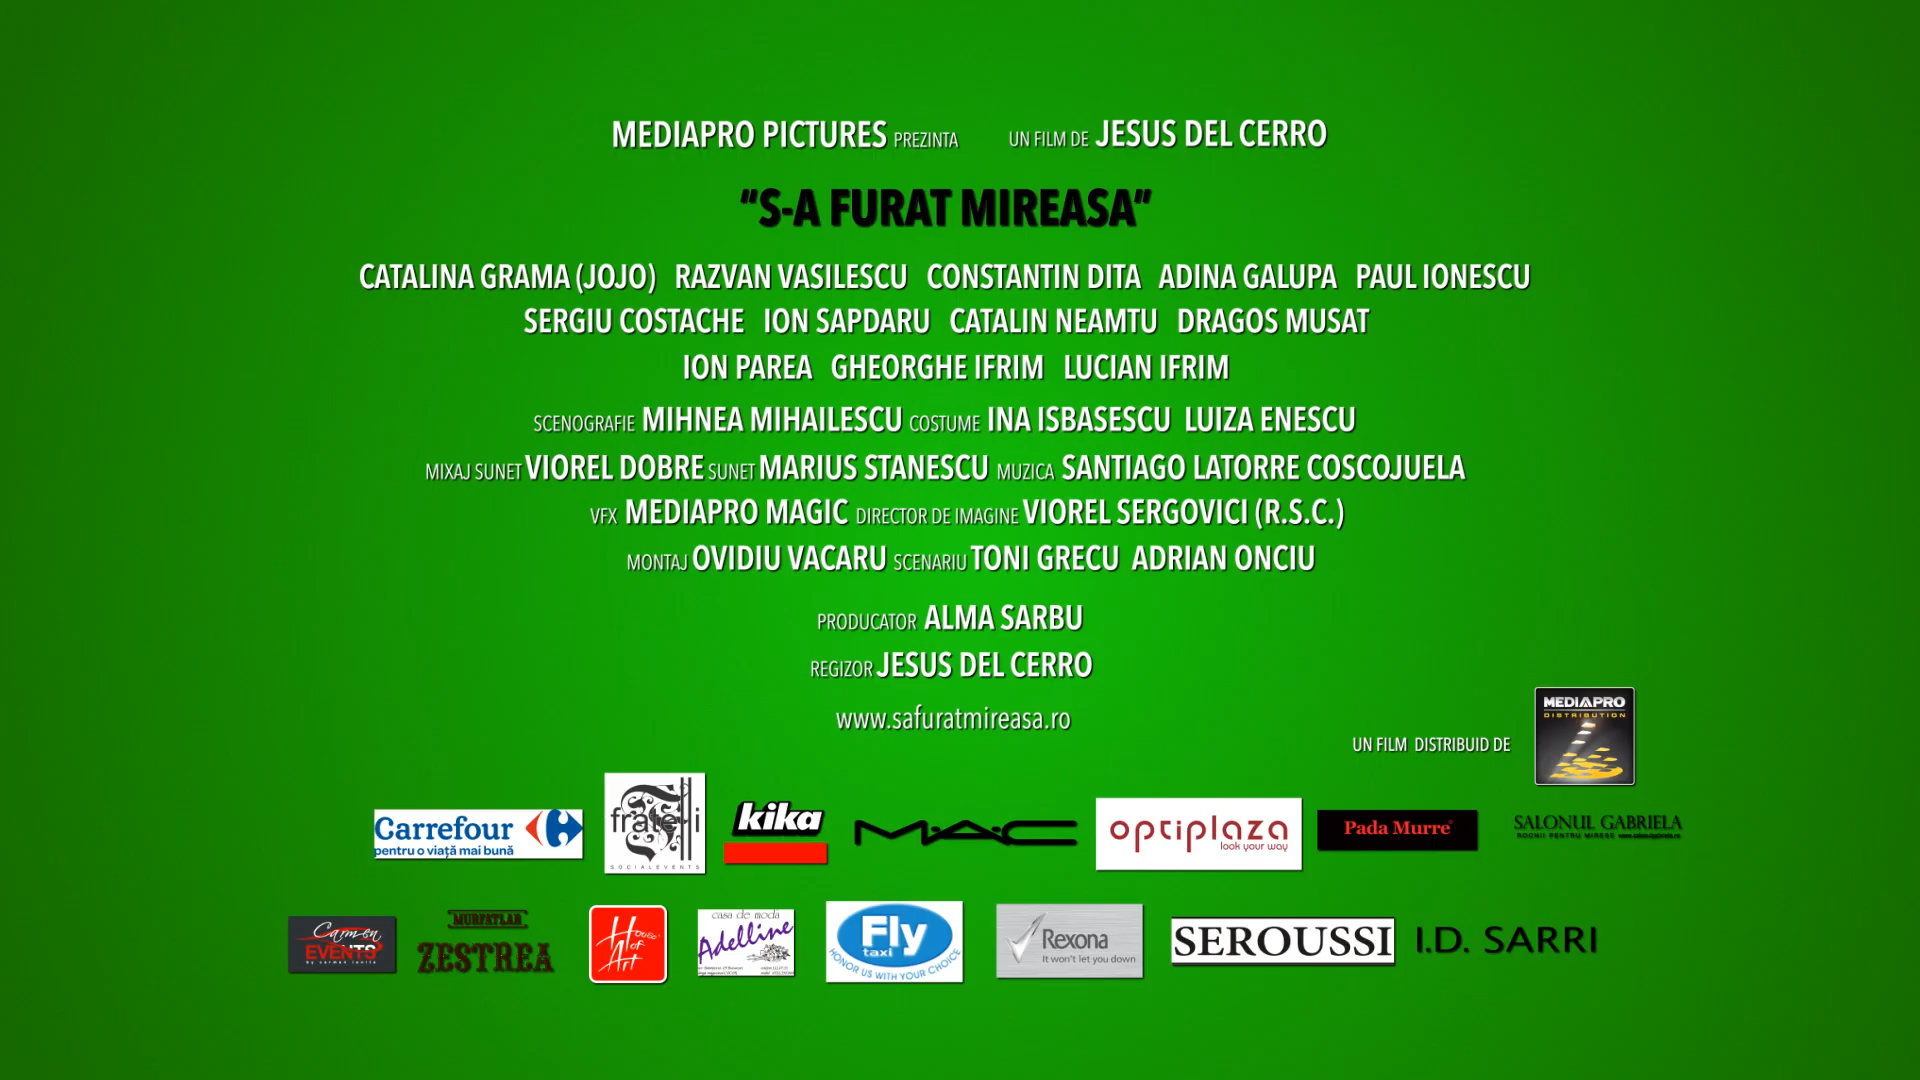 MEDIAPRO PICTURES PREZINTA UN FILM DE JESUS DEL CERRO
“S-A FURAT MIREASA”
CATALINA GRAMA (JOJO) RAZVAN VASILESCU CONSTANTIN DITA ADINA GALUPA PAUL IONESCU
SERGIU COSTACHE ION SAPDARU CATALIN NEAMTU DRAGOS MUSAT
ION PAREA GHEORGHE IFRIM LUCIAN IFRIM
SCENOGRAFIE MIHNEA MIHAILESCU COSTUME INA ISBASESCU LUIZA ENESCU
MIXAJ SUNET VIOREL DOBRE SUNET MARIUS STANESCU MUZICA SANTIAGO LATORRE COSCOJUELA
VFX MEDIAPRO MAGIC DIRECTOR DE IMAGINE VIOREL SERGOVICI (R.S.C.)
MONTAJ OVIDIU VACARU SCENARIU TONI GRECU ADRIAN ONCIU
PRODUCATOR ALMA SARBU
REGIZOR JESUS DEL CERRO
www.safuratmireasa.ro
UN FILM DISTRIBUID DE
MEDIAPRO
DISTRIBUTION
Carrefour
pentru o viață mai bună
fratelli
SOCIALEVENTS
kika
M·A·C
optiplaza
look your way
Pada Murre
SALONUL GABRIELA
ROCHII PENTRU MIRESE
Carmen
EVENTS
MURFATLAR
ZESTREA
House
of
Art
casa de moda
Adelline
Fly
taxi
HONOR US WITH YOUR CHOICE
Rexona
It won't let you down
SEROUSSI
I.D. SARRI